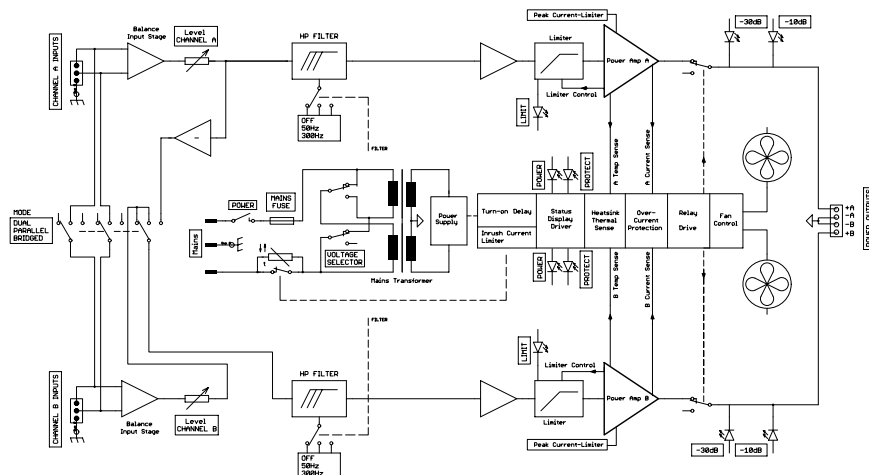 Balance
Input Stage
Level
CHANNEL A
HP FILTER
Peak Current-Limiter
Limiter
Power Amp A
-30dB
-10dB
CHANNEL A INPUTS
Limiter Control
LIMIT
OFF
50Hz
300Hz
FILTER
A Temp Sense
A Current Sense
-
MODE
DUAL
PARALLEL
BRIDGED
POWER
MAINS
FUSE
Mains
t
VOLTAGE
SELECTOR
Mains Transformer
Power
Supply
POWER
PROTECT
Turn-on Delay
Inrush Current
Limiter
Status
Display
Driver
Heatsink
Thermal
Sense
Over-
Current
Protection
Relay
Drive
Fan
Control
POWER
PROTECT
+A
-A
-B
+B
POWER OUTPUTS
B Temp Sense
B Current Sense
FILTER
LIMIT
Limiter Control
CHANNEL B INPUTS
Balance
Input Stage
Level
CHANNEL B
HP FILTER
OFF
50Hz
300Hz
Limiter
Power Amp B
Peak Current-Limiter
-30dB
-10dB